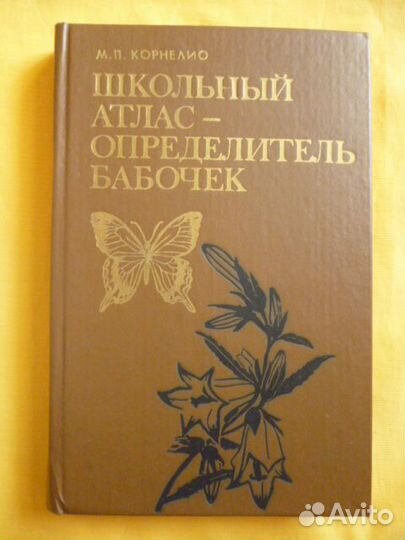 М.П. КОРНЕЛИО
ШКОЛЬНЫЙ
АТЛАС –
ОПРЕДЕЛИТЕЛЬ
БАБОЧЕК
Avito